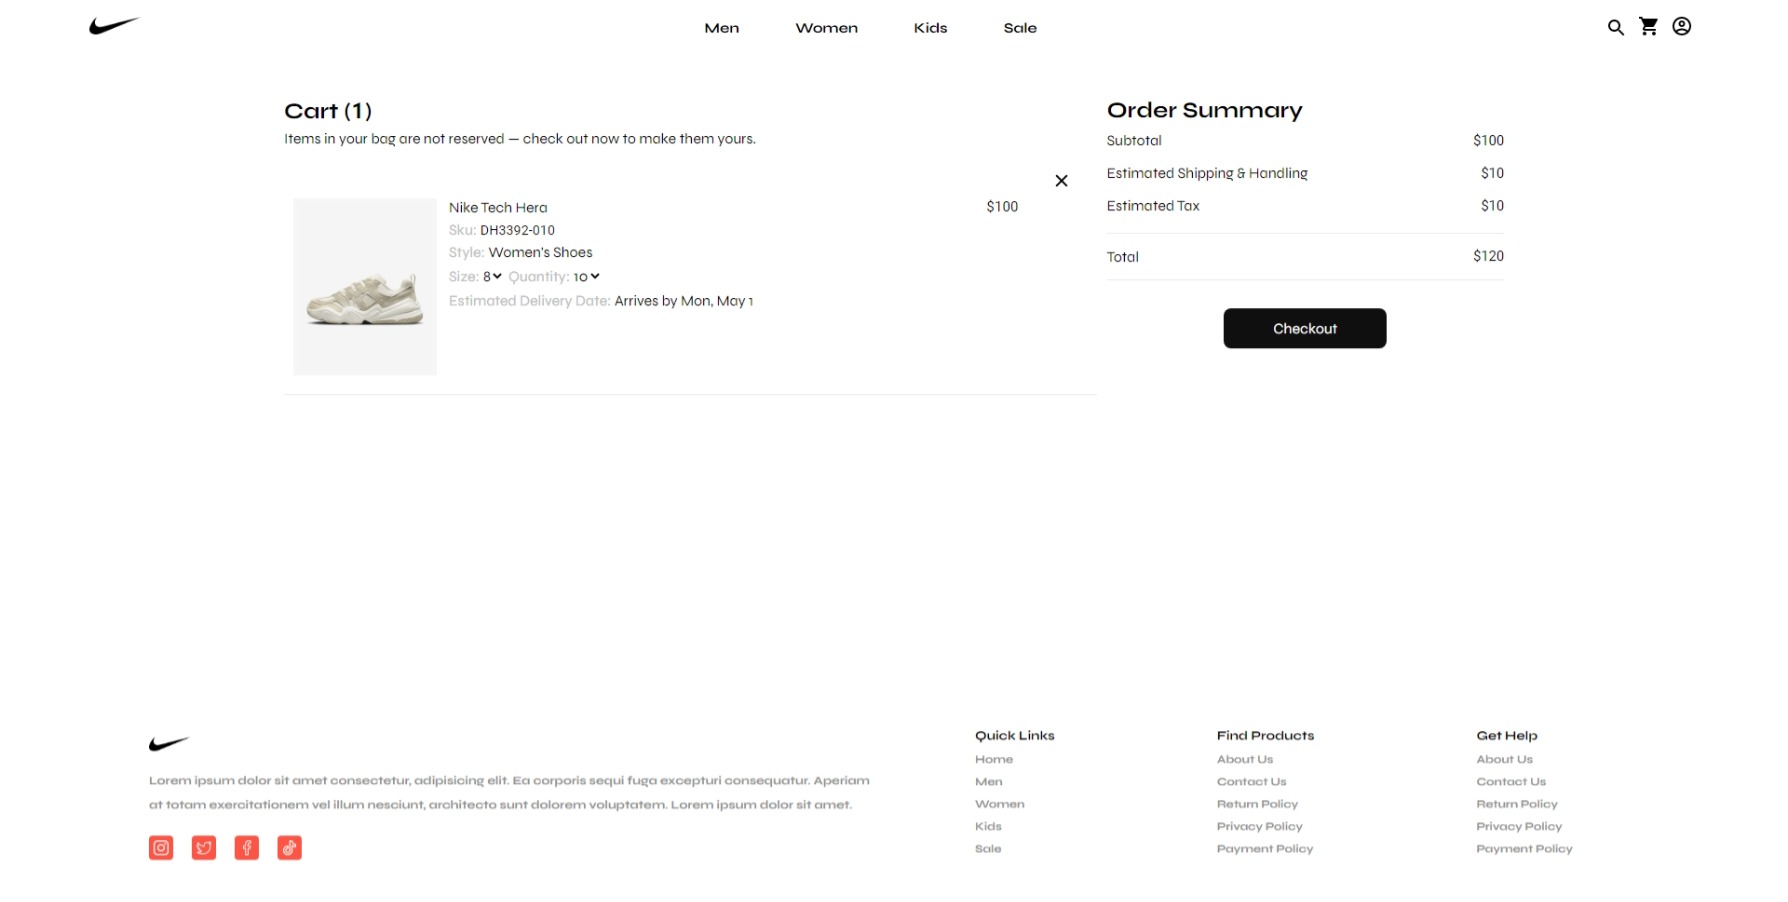 Men
Women
Kids
Sale
Cart (1)
Items in your bag are not reserved — check out now to make them yours.
Nike Tech Hera
$100
Sku: DH3392-010
Style: Women's Shoes
Size: 8 Quantity: 10
Estimated Delivery Date: Arrives by Mon, May 1
Order Summary
Subtotal $100
Estimated Shipping & Handling $10
Estimated Tax $10
Total $120
Checkout
Lorem ipsum dolor sit amet consectetur, adipisicing elit. Ea corporis sequi fuga excepturi consequatur. Aperiam
at totam exercitationem vel illum nesciunt, architecto sunt dolorem voluptatem. Lorem ipsum dolor sit amet.
Quick Links
Home
Men
Women
Kids
Sale
Find Products
About Us
Contact Us
Return Policy
Privacy Policy
Payment Policy
Get Help
About Us
Contact Us
Return Policy
Privacy Policy
Payment Policy